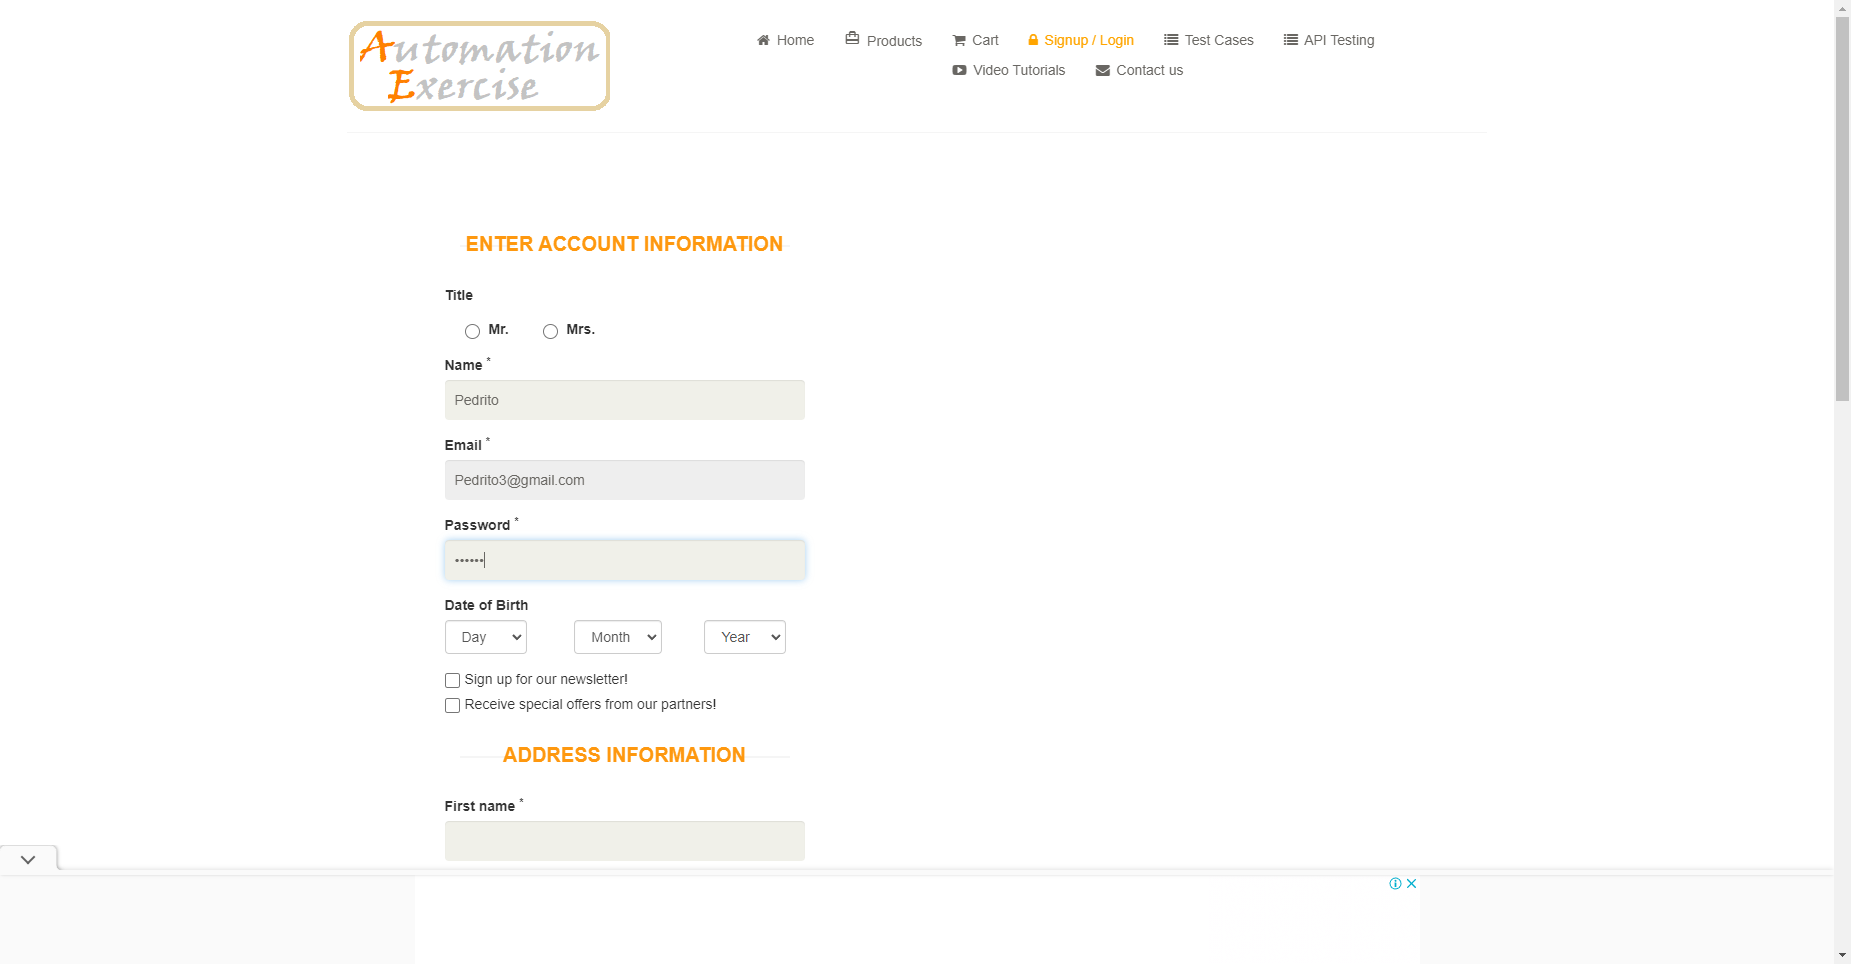 Automation
Exercise
Home Products Cart Signup / Login Test Cases API Testing
Video Tutorials Contact us
ENTER ACCOUNT INFORMATION
Title
Mr. Mrs.
Name *
Pedrito
Email *
Pedrito3@gmail.com
Password *
••••••
Date of Birth
Day Month Year
Sign up for our newsletter!
Receive special offers from our partners!
ADDRESS INFORMATION
First name *